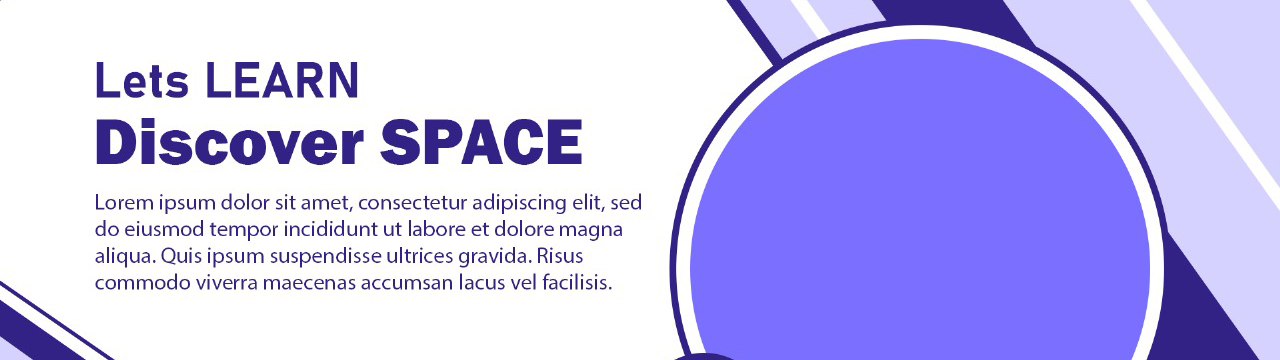 Lets LEARN
Discover SPACE
Lorem ipsum dolor sit amet, consectetur adipiscing elit, sed
do eiusmod tempor incididunt ut labore et dolore magna
aliqua. Quis ipsum suspendisse ultrices gravida. Risus
commodo viverra maecenas accumsan lacus vel facilisis.